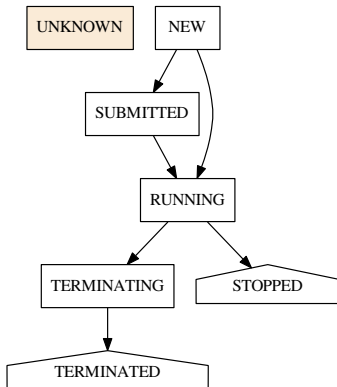 UNKNOWN
NEW
SUBMITTED
RUNNING
TERMINATING
STOPPED
TERMINATED